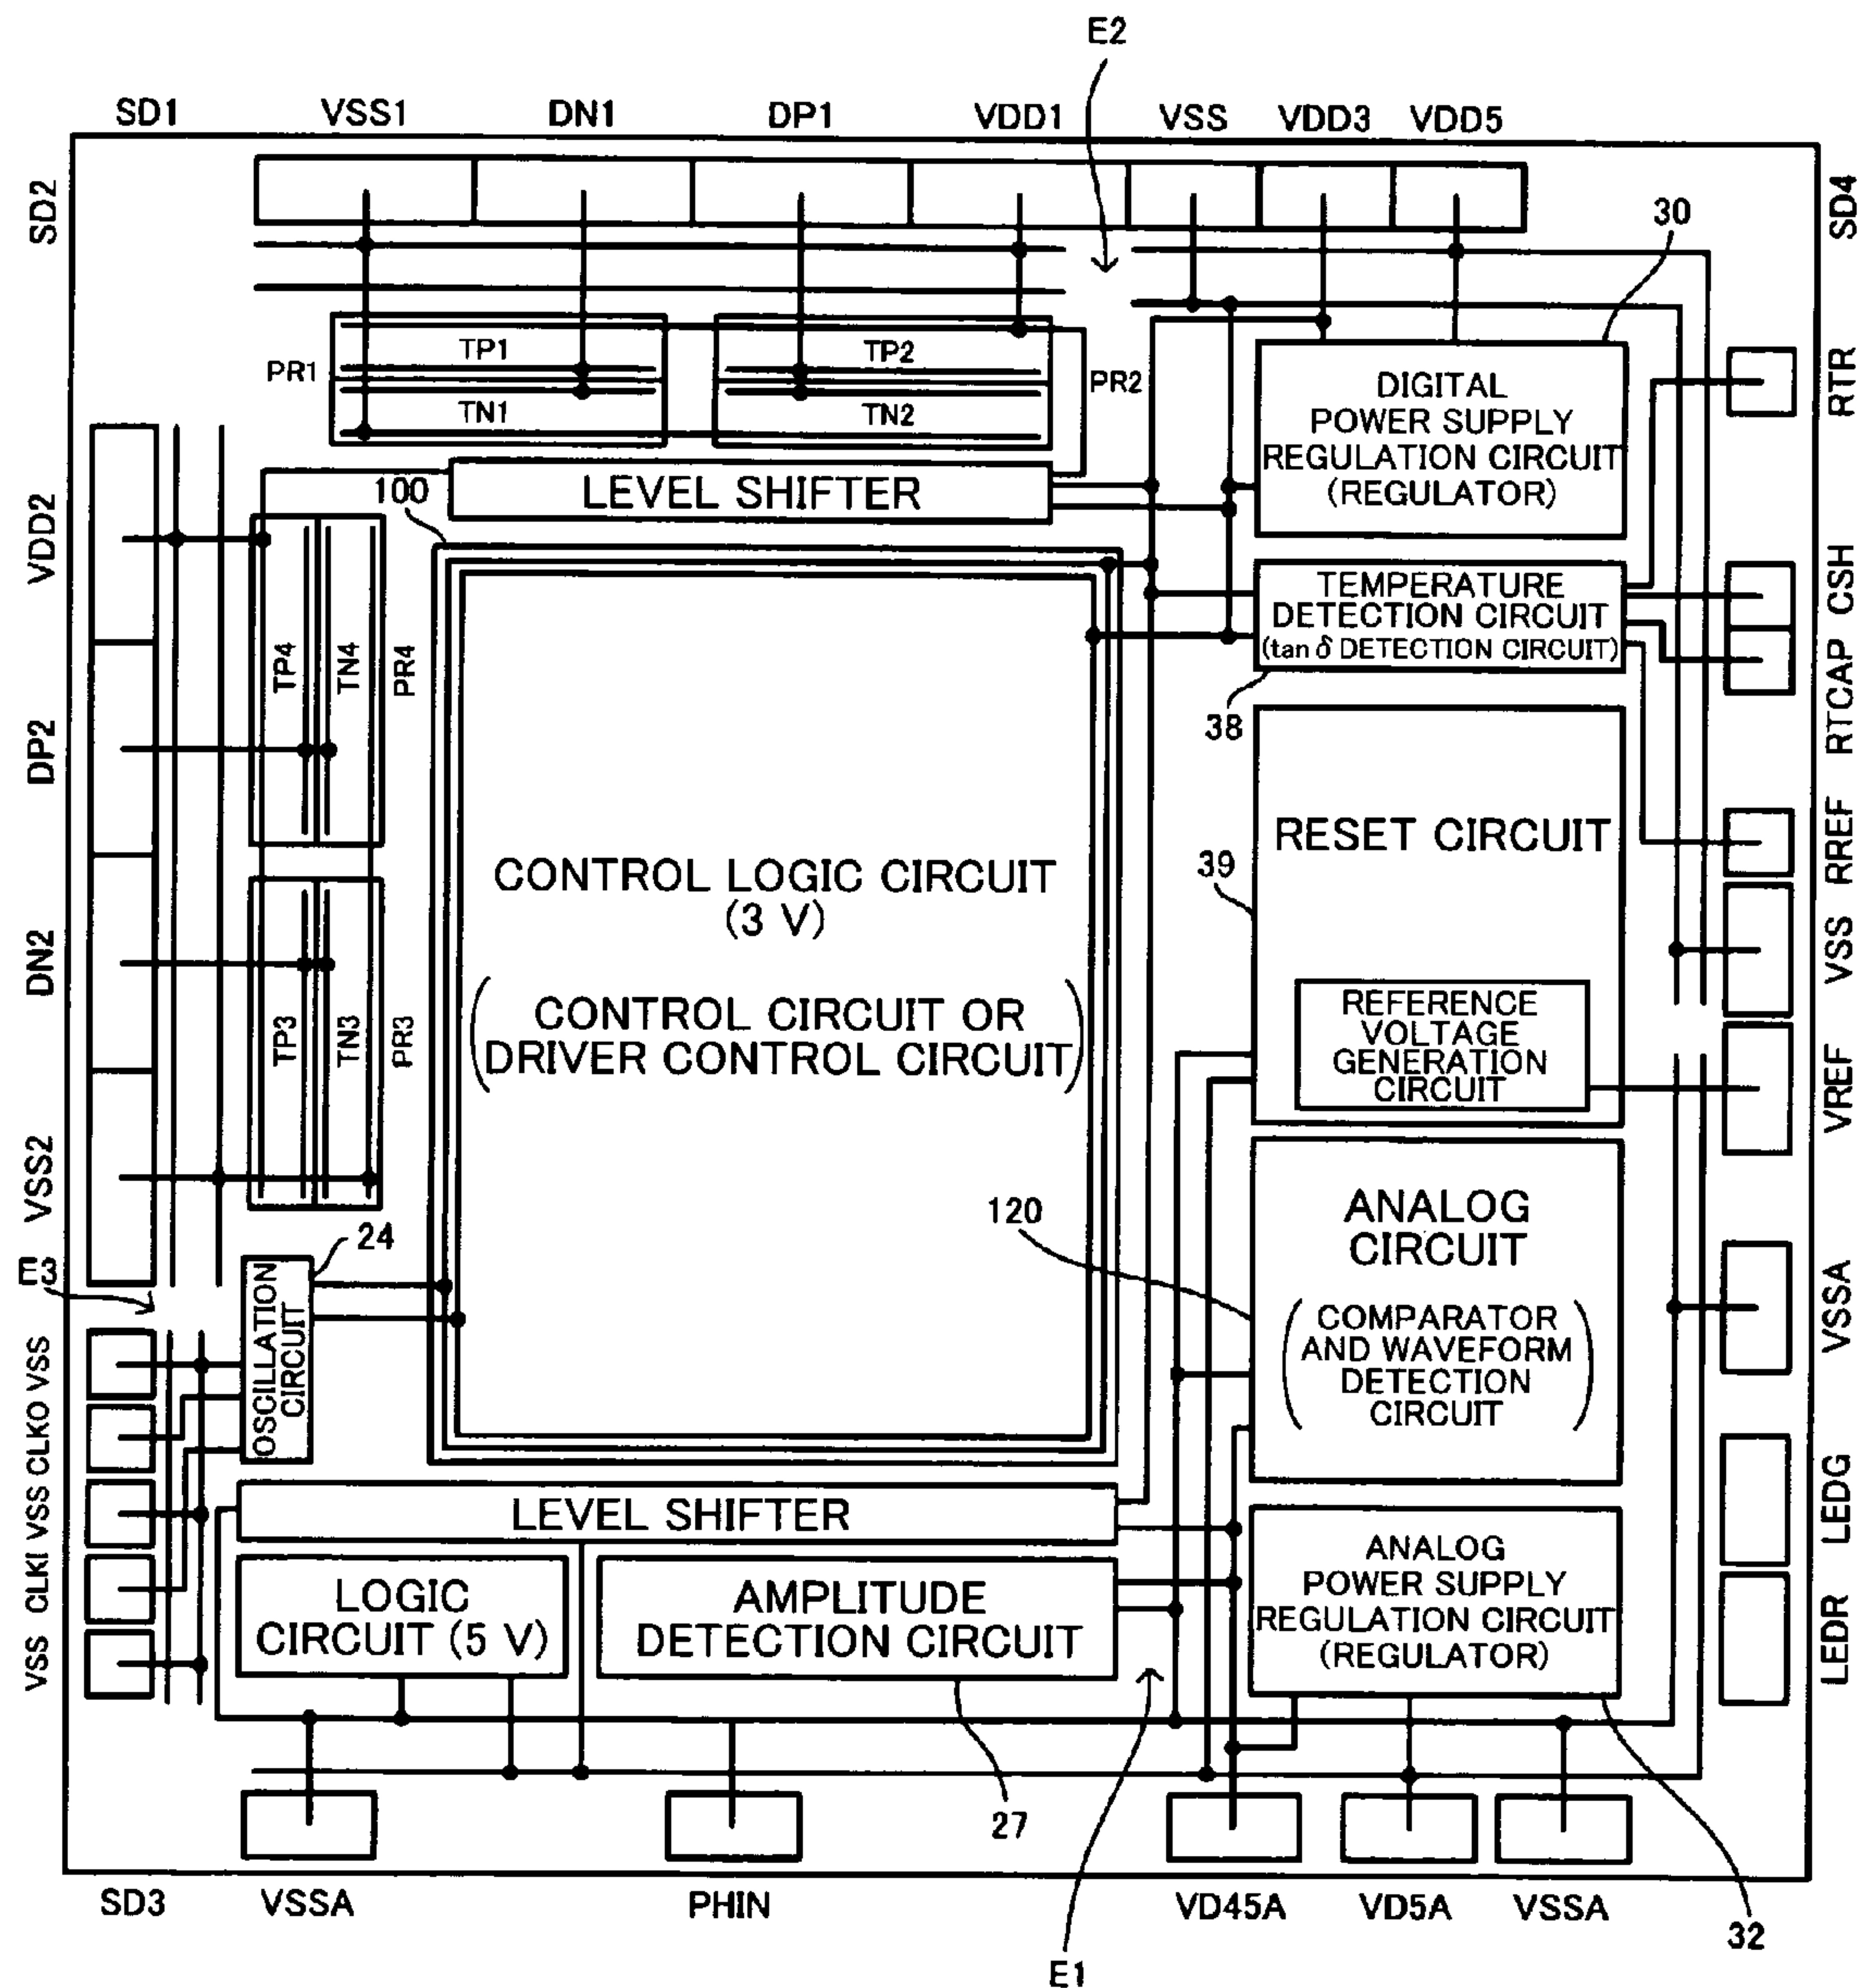 E2
SD1
VSS1
DN1
DP1
VDD1
VSS
VDD3
VDD5
SD2
SD4
30
TP1
TP2
PR1
PR2
TN1
TN2
DIGITAL
POWER SUPPLY
REGULATION CIRCUIT
(REGULATOR)
RTR
100
LEVEL SHIFTER
VDD2
TEMPERATURE
DETECTION CIRCUIT
(tan δ DETECTION CIRCUIT)
CSH
RTCAP
38
TP4
TN4
PR4
DP2
RESET CIRCUIT
39
RREF
CONTROL LOGIC CIRCUIT
(3 V)
(CONTROL CIRCUIT OR
DRIVER CONTROL CIRCUIT)
DN2
TP3
TN3
PR3
VSS
REFERENCE
VOLTAGE
GENERATION
CIRCUIT
VREF
VSS2
120
ANALOG
CIRCUIT
(COMPARATOR
AND WAVEFORM
DETECTION
CIRCUIT)
VSSA
E3
24
OSCILLATION
CIRCUIT
VSS
CLKO
VSS
CLKI
VSS
LEVEL SHIFTER
LEDG
LOGIC
CIRCUIT (5 V)
AMPLITUDE
DETECTION CIRCUIT
ANALOG
POWER SUPPLY
REGULATION CIRCUIT
(REGULATOR)
LEDR
27
SD3
VSSA
PHIN
VD45A
VD5A
VSSA
32
E1